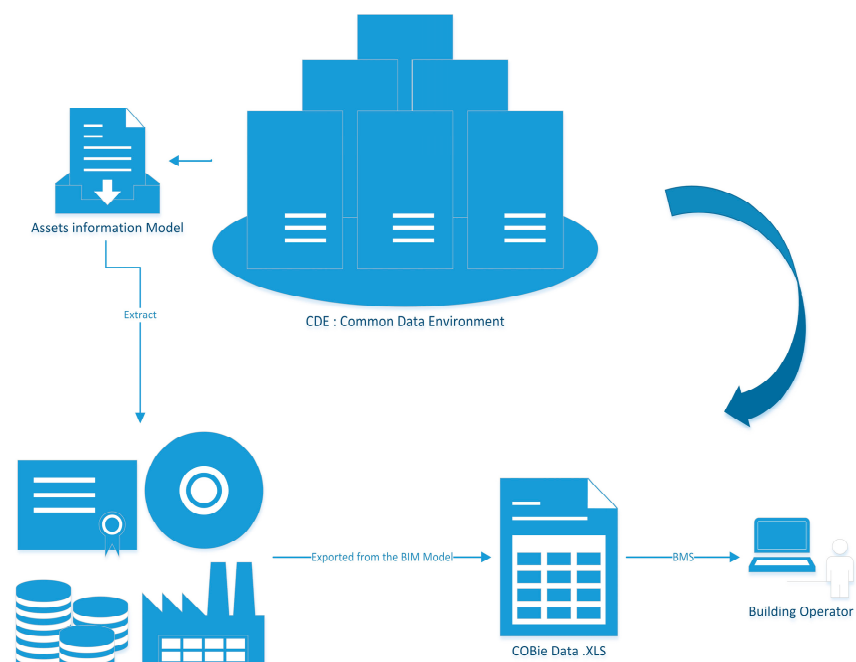 Assets information Model
CDE : Common Data Environment
Extract
Exported from the BIM Model
BMS
Building Operator
COBie Data .XLS